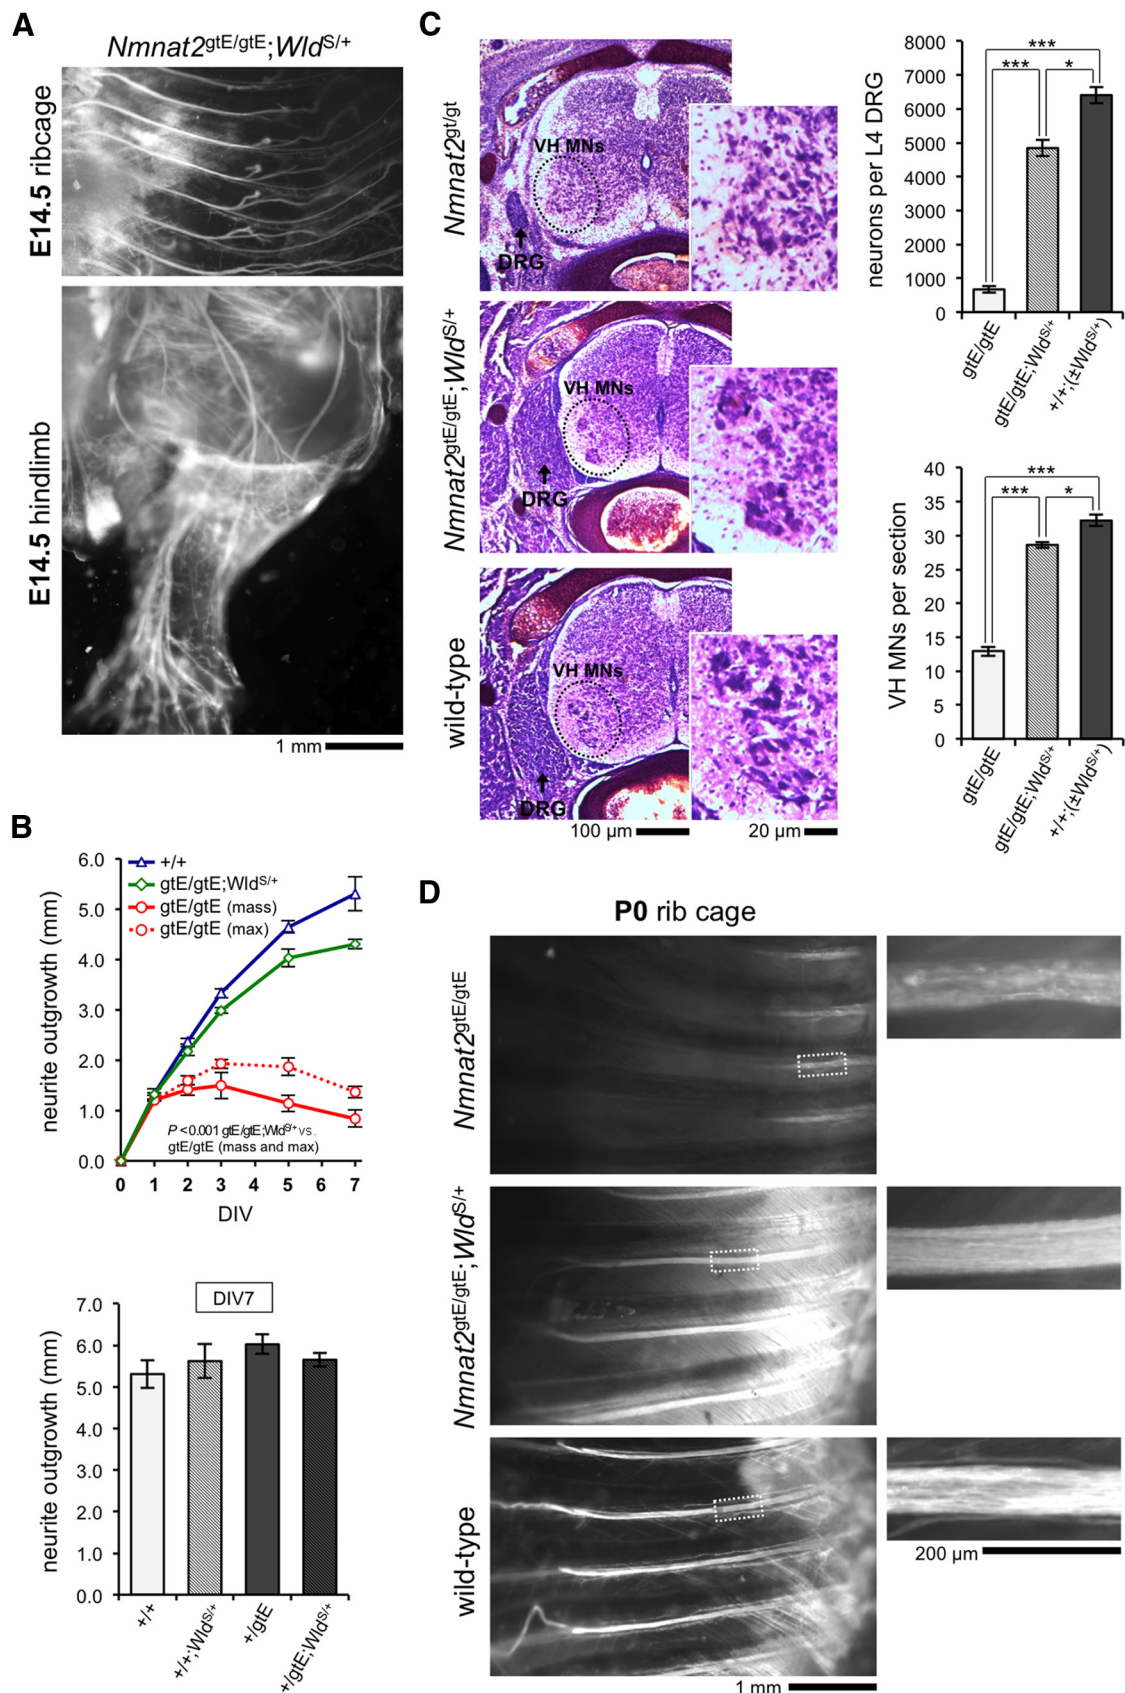 A
Nmnat2gtE/gtE;WldS/+
E14.5 ribcage
E14.5 hindlimb
1 mm
B
+/+
gtE/gtE;WldS/+
gtE/gtE (mass)
gtE/gtE (max)
6.0
5.0
4.0
3.0
2.0
1.0
0.0
neurite outgrowth (mm)
P < 0.001 gtE/gtE;WldS/+ vs.
gtE/gtE (mass and max)
0 1 2 3 4 5 6 7
DIV
DIV7
7.0
6.0
5.0
4.0
3.0
2.0
1.0
0.0
neurite outgrowth (mm)
+/+
+/+;WldS/+
+/gtE
+/gtE;WldS/+
C
Nmnat2gt/gt
VH MNs
DRG
Nmnat2gtE/gtE;WldS/+
VH MNs
DRG
wild-type
VH MNs
DRG
100 µm
20 µm
neurons per L4 DRG
8000
7000
6000
5000
4000
3000
2000
1000
0
***
*** *
gtE/gtE
gtE/gtE;WldS/+
+/+;(±WldS/+)
VH MNs per section
40
35
30
25
20
15
10
5
0
***
*** *
gtE/gtE
gtE/gtE;WldS/+
+/+;(±WldS/+)
D
P0 rib cage
Nmnat2gtE/gtE
Nmnat2gtE/gtE;WldS/+
wild-type
200 µm
1 mm